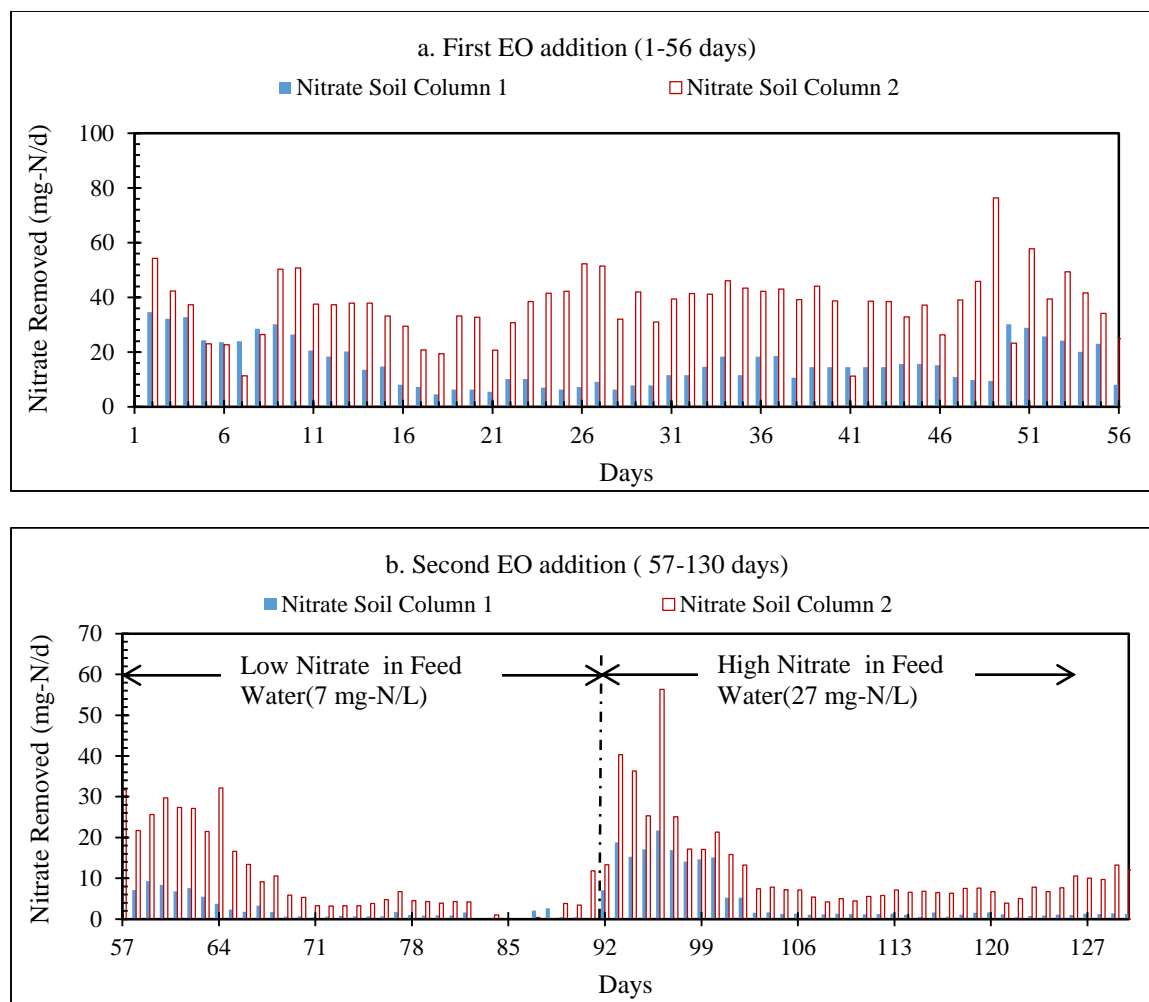 a. First EO addition (1-56 days)
Nitrate Soil Column 1 Nitrate Soil Column 2
Nitrate Removed (mg-N/d)
100
80
60
40
20
0
1 6 11 16 21 26 31 36 41 46 51 56
Days
b. Second EO addition ( 57-130 days)
Nitrate Soil Column 1 Nitrate Soil Column 2
Nitrate Removed (mg-N/d)
70
60
50
40
30
20
10
0
Low Nitrate in Feed
Water(7 mg-N/L)
High Nitrate in Feed
Water(27 mg-N/L)
57 64 71 78 85 92 99 106 113 120 127
Days